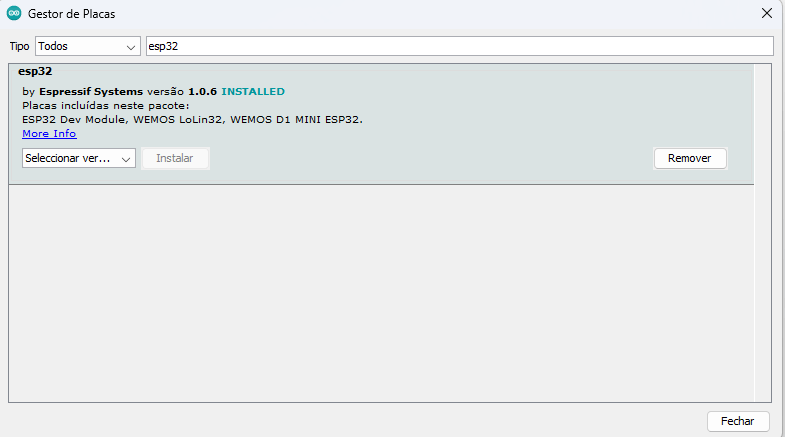 Gestor de Placas
Tipo Todos esp32
esp32
by Espressif Systems versão 1.0.6 INSTALLED
Placas incluídas neste pacote:
ESP32 Dev Module, WEMOS LoLin32, WEMOS D1 MINI ESP32.
More Info
Seleccionar ver... Instalar Remover
Fechar